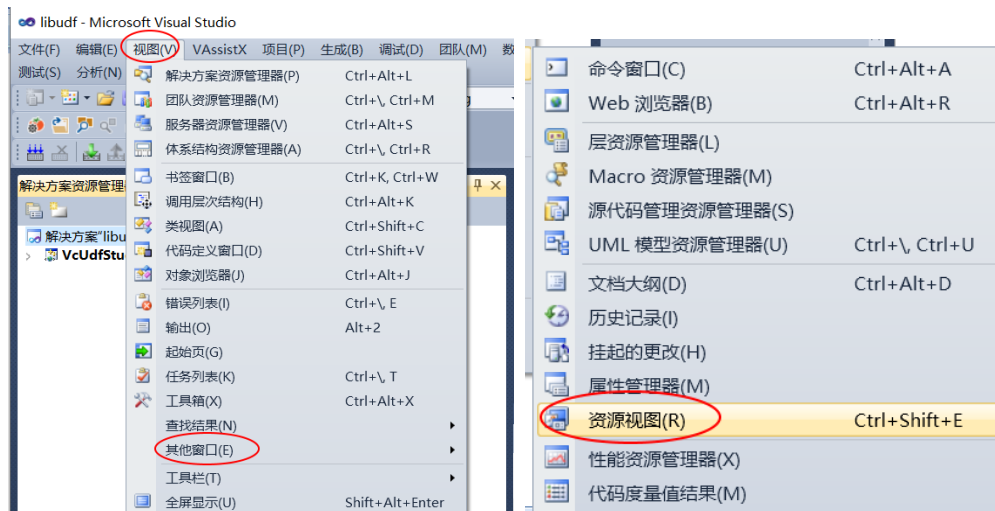 libudf - Microsoft Visual Studio
文件(F) 编辑(E) 视图(V) VAssistX 项目(P) 生成(B) 调试(D) 团队(M) 数
测试(S) 分析(N)
解决方案资源管理器(P) Ctrl+Alt+L
团队资源管理器(M) Ctrl+\, Ctrl+M
服务器资源管理器(V) Ctrl+Alt+S
体系结构资源管理器(A) Ctrl+\, Ctrl+R
书签窗口(B) Ctrl+K, Ctrl+W
调用层次结构(H) Ctrl+Alt+K
类视图(A) Ctrl+Shift+C
代码定义窗口(D) Ctrl+Shift+V
对象浏览器(J) Ctrl+Alt+J
错误列表(I) Ctrl+\, E
输出(O) Alt+2
起始页(G)
任务列表(K) Ctrl+\, T
工具箱(X) Ctrl+Alt+X
查找结果(N)
其他窗口(E)
工具栏(T)
全屏显示(U) Shift+Alt+Enter
解决方案资源管理
解决方案"libu
VcUdfStu
命令窗口(C) Ctrl+Alt+A
Web 浏览器(B) Ctrl+Alt+R
层资源管理器(L)
Macro 资源管理器(M)
源代码管理资源管理器(S)
UML 模型资源管理器(U) Ctrl+\, Ctrl+U
文档大纲(D) Ctrl+Alt+D
历史记录(I)
挂起的更改(H)
属性管理器(M)
资源视图(R) Ctrl+Shift+E
性能资源管理器(X)
代码度量值结果(M)